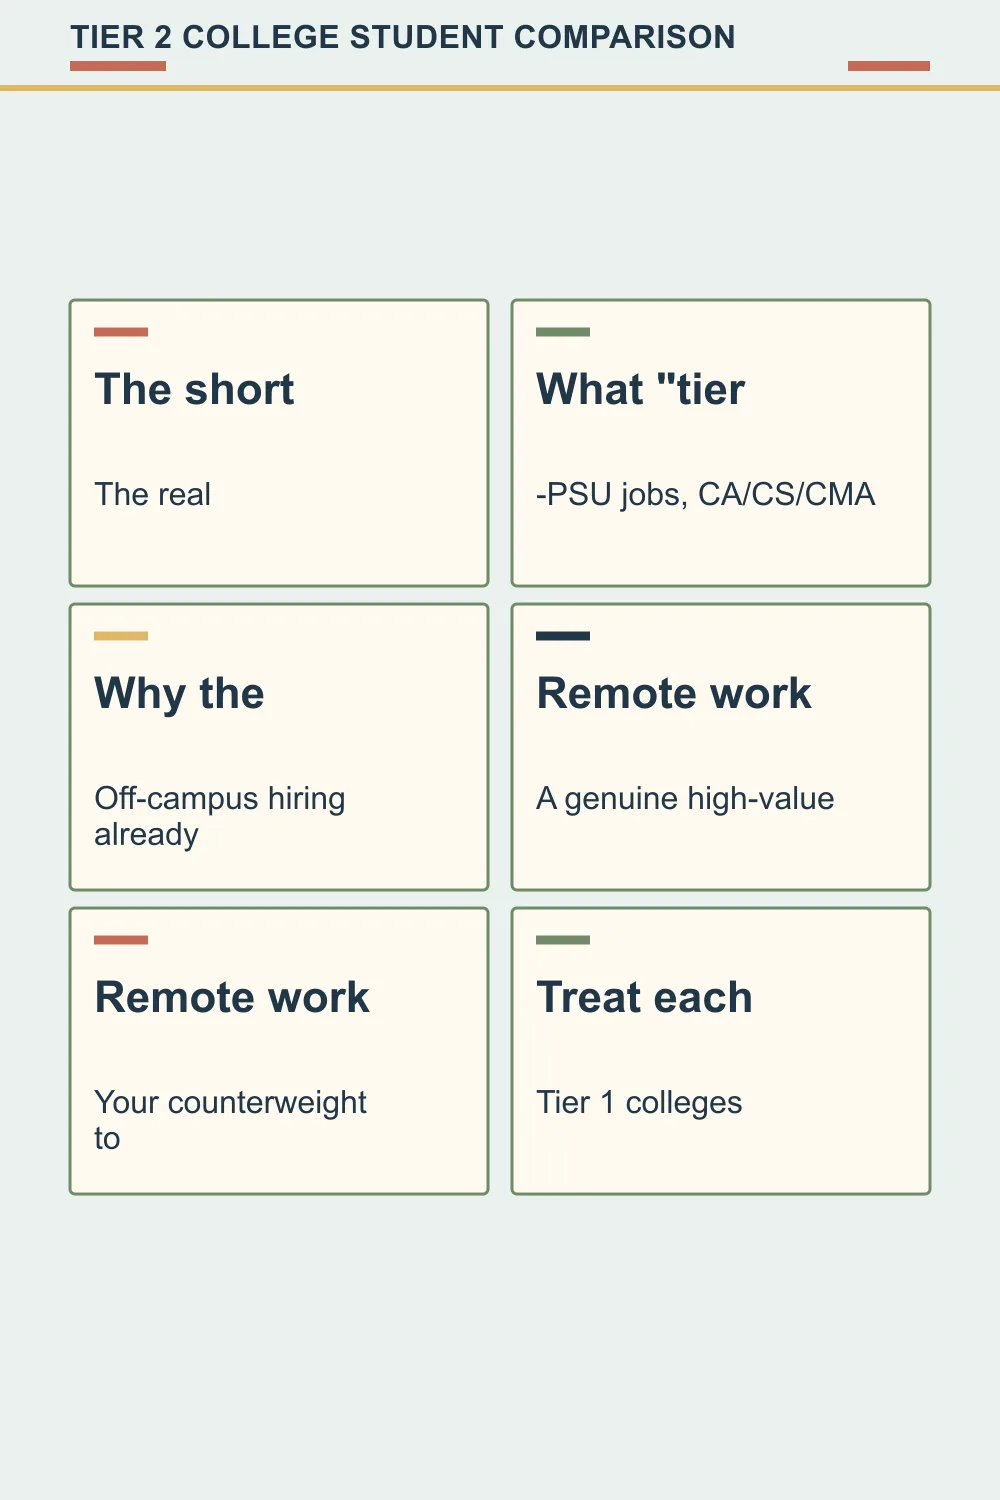 TIER 2 COLLEGE STUDENT COMPARISON
The short
The real
What "tier
-PSU jobs, CA/CS/CMA
Why the
Off-campus hiring
already
Remote work
A genuine high-value
Remote work
Your counterweight
to
Treat each
Tier 1 colleges